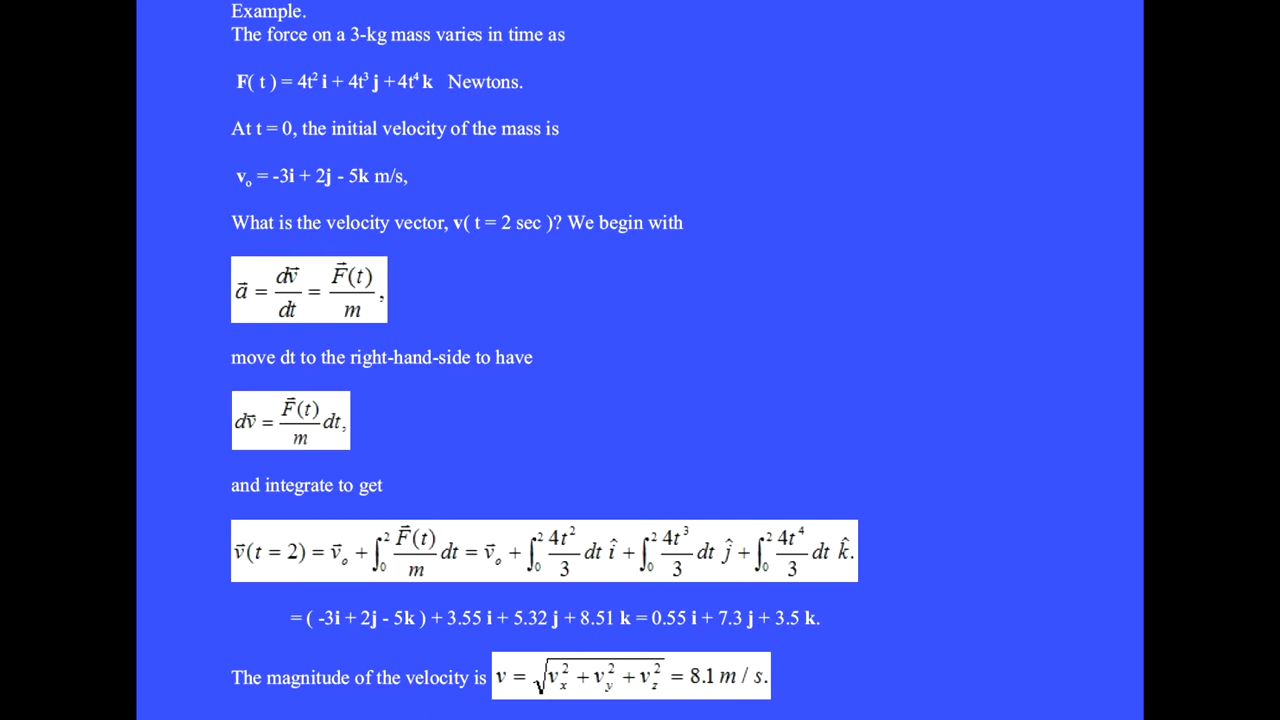 Example.
The force on a 3-kg mass varies in time as
F( t ) = 4t² i + 4t³ j + 4t⁴ k Newtons.
At t = 0, the initial velocity of the mass is
vₒ = -3i + 2j - 5k m/s,
What is the velocity vector, v( t = 2 sec )? We begin with
a⃗ = dv⃗/dt = F⃗(t)/m,
move dt to the right-hand-side to have
dv⃗ = F⃗(t)/m dt,
and integrate to get
v⃗(t = 2) = v⃗ₒ + ∫₀² F⃗(t)/m dt = v⃗ₒ + ∫₀² 4t²/3 dt î + ∫₀² 4t³/3 dt ĵ + ∫₀² 4t⁴/3 dt k̂.
= ( -3i + 2j - 5k ) + 3.55 i + 5.32 j + 8.51 k = 0.55 i + 7.3 j + 3.5 k.
The magnitude of the velocity is v = √(vₓ² + v_y² + v_z²) = 8.1 m / s.